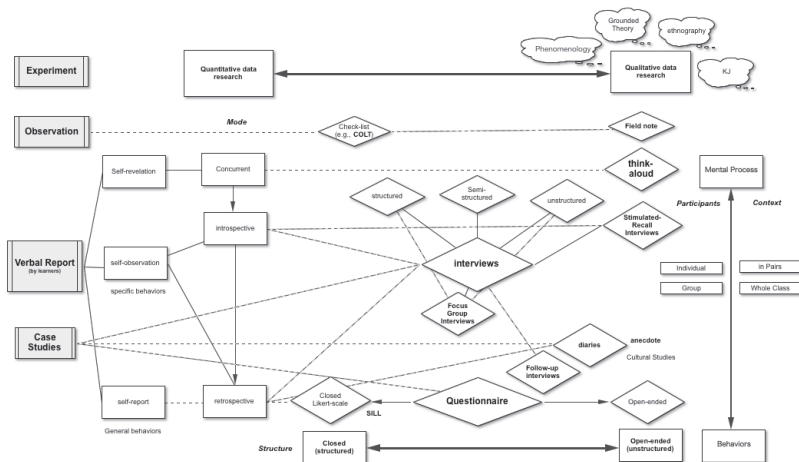 Grounded
Theory
ethnography
Phenomenology
Experiment
Quantitative data
research
Qualitative data
research
KJ
Mode
Observation
Check-list
(e.g., COLT)
Field note
Self-revelation
Concurrent
think-
aloud
Mental Process
structured
Semi-
structured
unstructured
Participants
Context
introspective
Stimulated-
Recall
Interviews
Verbal Report
(by learners)
self-observation
interviews
Individual
in Pairs
specific behaviors
Group
Whole Class
Focus
Group
Interviews
Case
Studies
diaries
anecdote
Cultural Studies
Follow-up
interviews
self-report
retrospective
Closed
Likert-scale
Questionnaire
Open-ended
SILL
General behaviors
Structure
Closed
(structured)
Open-ended
(unstructured)
Behaviors